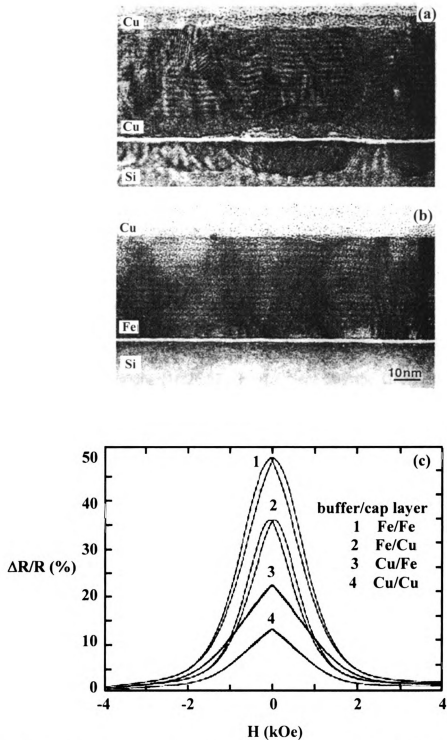 Cu
(a)
Cu
Si
Cu
(b)
Fe
Si
10nm
50
40
30
20
10
0
ΔR/R (%)
(c)
1
2
3
4
buffer/cap layer
1 Fe/Fe
2 Fe/Cu
3 Cu/Fe
4 Cu/Cu
-4
-2
0
2
4
H (kOe)